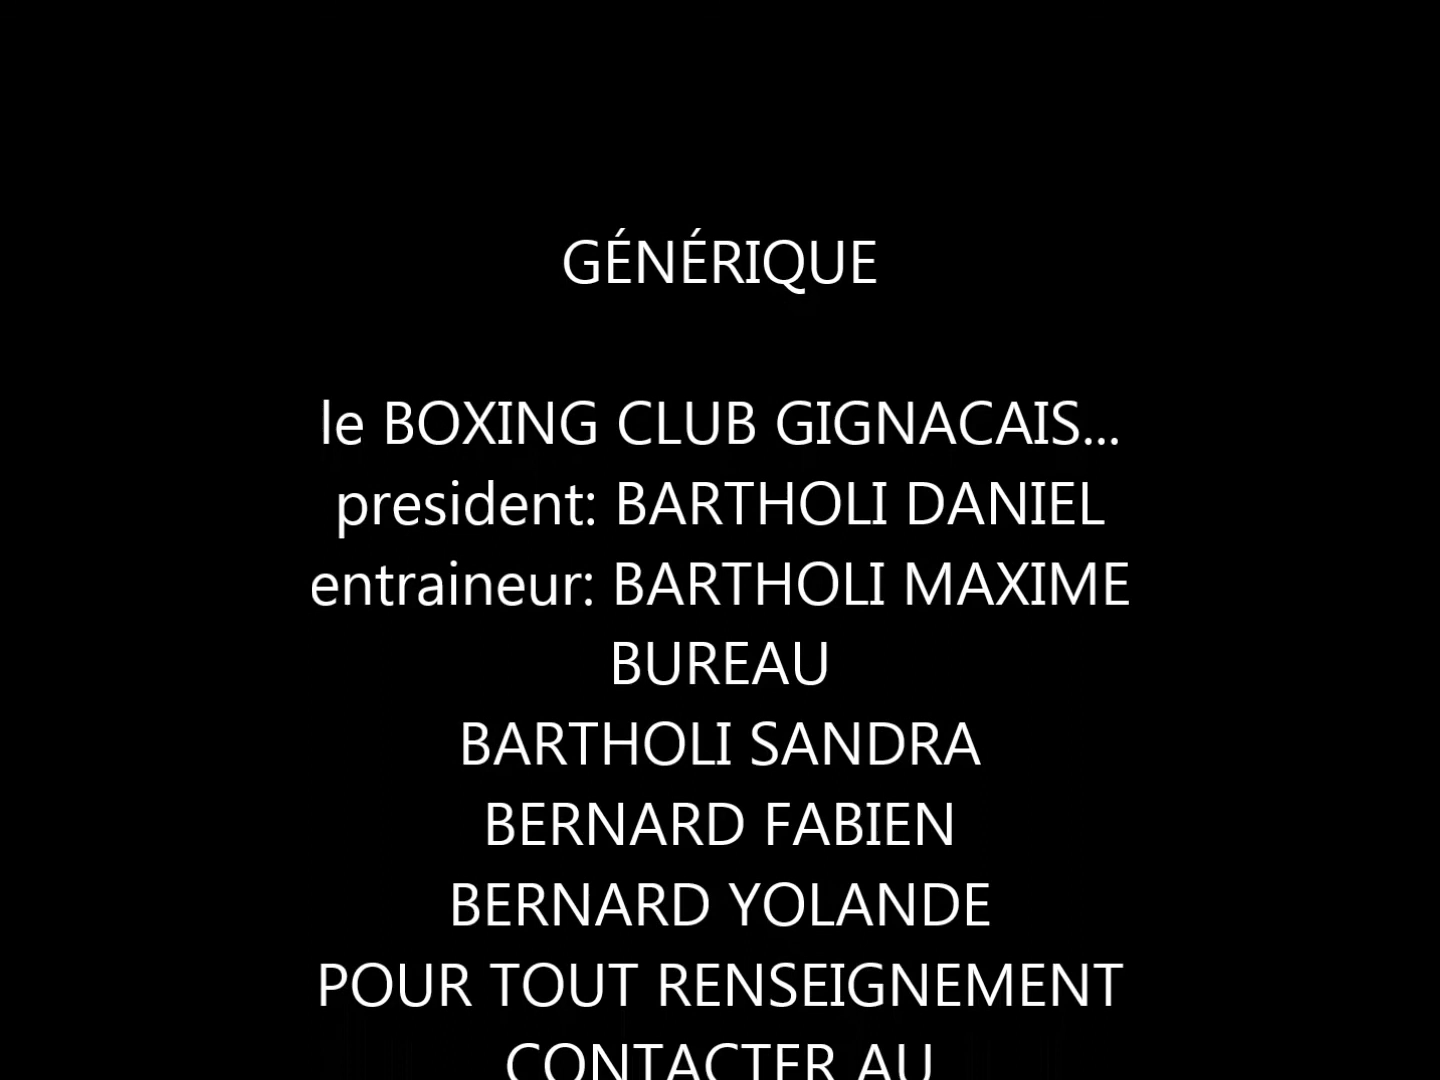 GÉNÉRIQUE
le BOXING CLUB GIGNACAIS...
president: BARTHOLI DANIEL
entraineur: BARTHOLI MAXIME
BUREAU
BARTHOLI SANDRA
BERNARD FABIEN
BERNARD YOLANDE
POUR TOUT RENSEIGNEMENT
CONTACTER AU